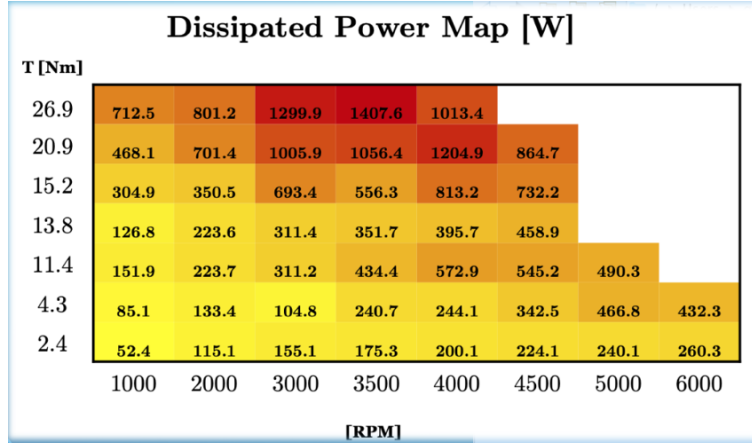 Dissipated Power Map [W]
T [Nm]
26.9 712.5 801.2 1299.9 1407.6 1013.4
20.9 468.1 701.4 1005.9 1056.4 1204.9 864.7
15.2 304.9 350.5 693.4 556.3 813.2 732.2
13.8 126.8 223.6 311.4 351.7 395.7 458.9
11.4 151.9 223.7 311.2 434.4 572.9 545.2 490.3
4.3 85.1 133.4 104.8 240.7 244.1 342.5 466.8 432.3
2.4 52.4 115.1 155.1 175.3 200.1 224.1 240.1 260.3
1000 2000 3000 3500 4000 4500 5000 6000
[RPM]